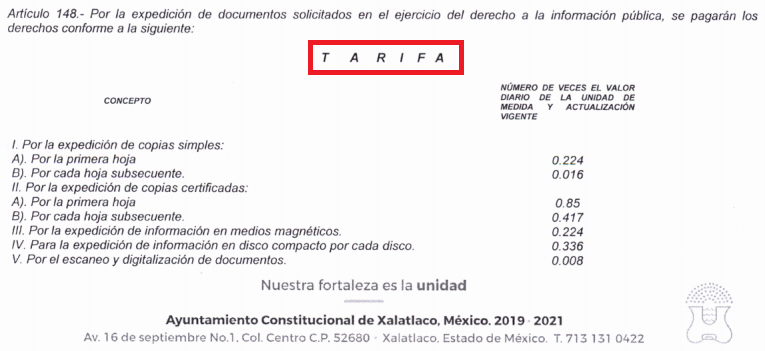 Artículo 148.- Por la expedición de documentos solicitados en el ejercicio del derecho a la información pública, se pagarán los
derechos conforme a la siguiente:
T A R I F A
CONCEPTO
NÚMERO DE VECES EL VALOR
DIARIO DE LA UNIDAD DE
MEDIDA Y ACTUALIZACIÓN
VIGENTE
I. Por la expedición de copias simples:
A). Por la primera hoja 0.224
B). Por cada hoja subsecuente. 0.016
II. Por la expedición de copias certificadas:
A). Por la primera hoja 0.85
B). Por cada hoja subsecuente. 0.417
III. Por la expedición de información en medios magnéticos. 0.224
IV. Para la expedición de información en disco compacto por cada disco. 0.336
V. Por el escaneo y digitalización de documentos. 0.008
Nuestra fortaleza es la unidad
Ayuntamiento Constitucional de Xalatlaco, México. 2019 - 2021
Av. 16 de septiembre No.1. Col. Centro C.P. 52680 - Xalatlaco, Estado de México. T. 713 131 0422